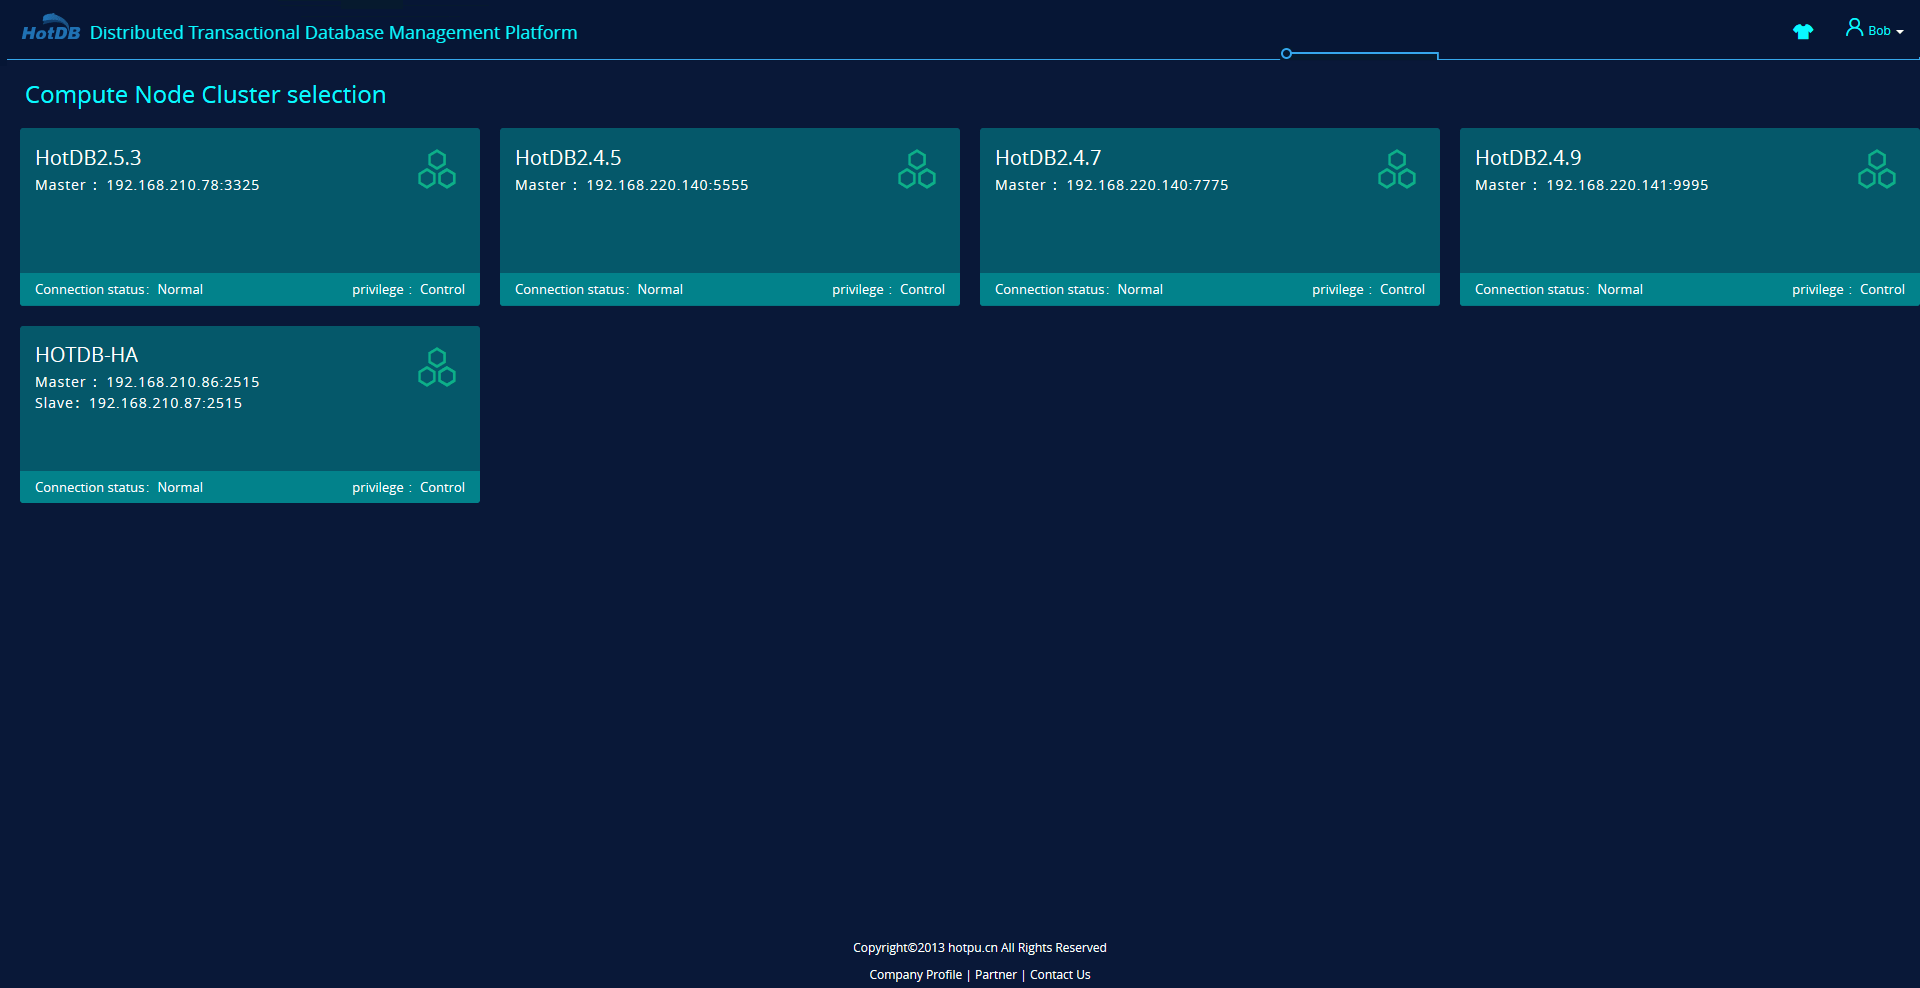 HotDB Distributed Transactional Database Management Platform
Bob
Compute Node Cluster selection
HotDB2.5.3
Master : 192.168.210.78:3325
Connection status: Normal privilege : Control
HotDB2.4.5
Master : 192.168.220.140:5555
Connection status: Normal privilege : Control
HotDB2.4.7
Master : 192.168.220.140:7775
Connection status: Normal privilege : Control
HotDB2.4.9
Master : 192.168.220.141:9995
Connection status: Normal privilege : Control
HOTDB-HA
Master : 192.168.210.86:2515
Slave: 192.168.210.87:2515
Connection status: Normal privilege : Control
Copyright©2013 hotpu.cn All Rights Reserved
Company Profile | Partner | Contact Us